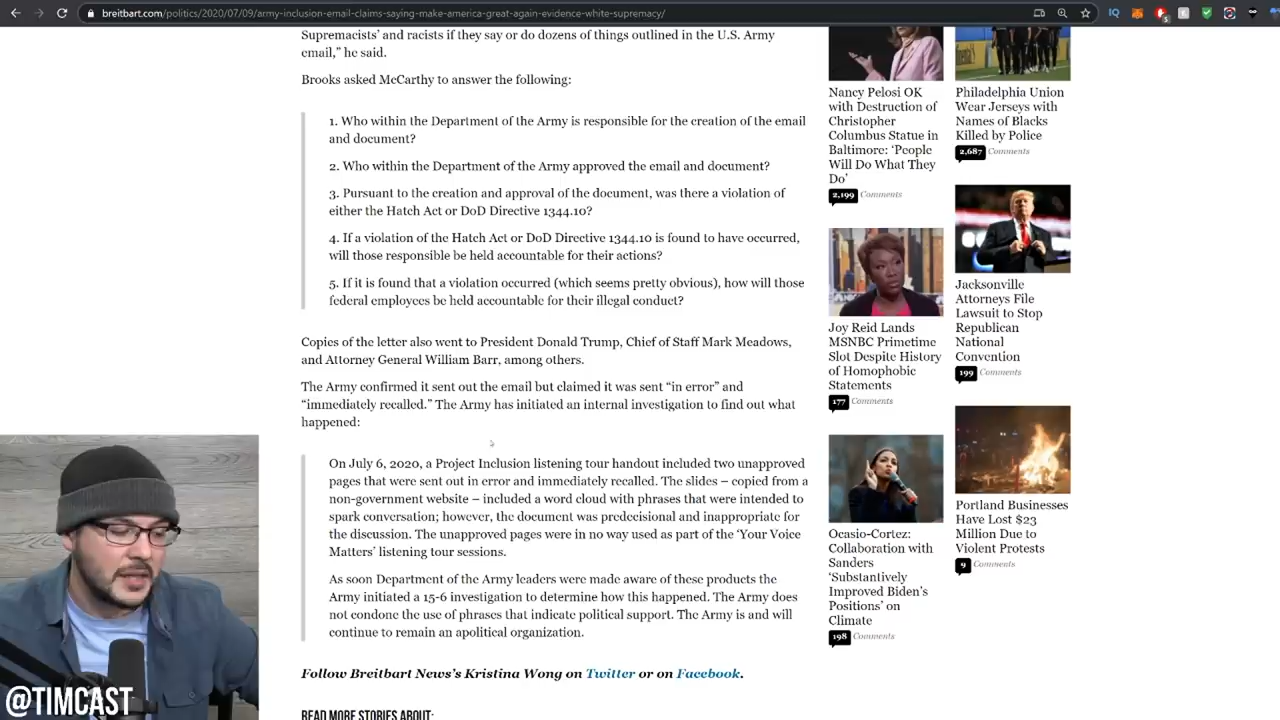 breitbart.com/politics/2020/07/09/army-inclusion-email-claims-saying-make-america-great-again-evidence-white-supremacy/
Supremacists' and racists if they say or do dozens of things outlined in the U.S. Army
email,” he said.
Brooks asked McCarthy to answer the following:
1. Who within the Department of the Army is responsible for the creation of the email
and document?
2. Who within the Department of the Army approved the email and document?
3. Pursuant to the creation and approval of the document, was there a violation of
either the Hatch Act or DoD Directive 1344.10?
4. If a violation of the Hatch Act or DoD Directive 1344.10 is found to have occurred,
will those responsible be held accountable for their actions?
5. If it is found that a violation occurred (which seems pretty obvious), how will those
federal employees be held accountable for their illegal conduct?
Copies of the letter also went to President Donald Trump, Chief of Staff Mark Meadows,
and Attorney General William Barr, among others.
The Army confirmed it sent out the email but claimed it was sent “in error” and
“immediately recalled.” The Army has initiated an internal investigation to find out what
happened:
On July 6, 2020, a Project Inclusion listening tour handout included two unapproved
pages that were sent out in error and immediately recalled. The slides – copied from a
non-government website – included a word cloud with phrases that were intended to
spark conversation; however, the document was predecisional and inappropriate for
the discussion. The unapproved pages were in no way used as part of the ‘Your Voice
Matters’ listening tour sessions.
As soon Department of the Army leaders were made aware of these products the
Army initiated a 15-6 investigation to determine how this happened. The Army does
not condone the use of phrases that indicate political support. The Army is and will
continue to remain an apolitical organization.
Follow Breitbart News’s Kristina Wong on Twitter or on Facebook.
READ MORE STORIES ABOUT:
Nancy Pelosi OK
with Destruction of
Christopher
Columbus Statue in
Baltimore: ‘People
Will Do What They
Do’
2,199 Comments
Joy Reid Lands
MSNBC Primetime
Slot Despite History
of Homophobic
Statements
177 Comments
Ocasio-Cortez:
Collaboration with
Sanders
‘Substantively
Improved Biden’s
Positions’ on
Climate
198 Comments
Philadelphia Union
Wear Jerseys with
Names of Blacks
Killed by Police
2,687 Comments
Jacksonville
Attorneys File
Lawsuit to Stop
Republican
National
Convention
199 Comments
Portland Businesses
Have Lost $23
Million Due to
Violent Protests
9 Comments
@TIMCAST